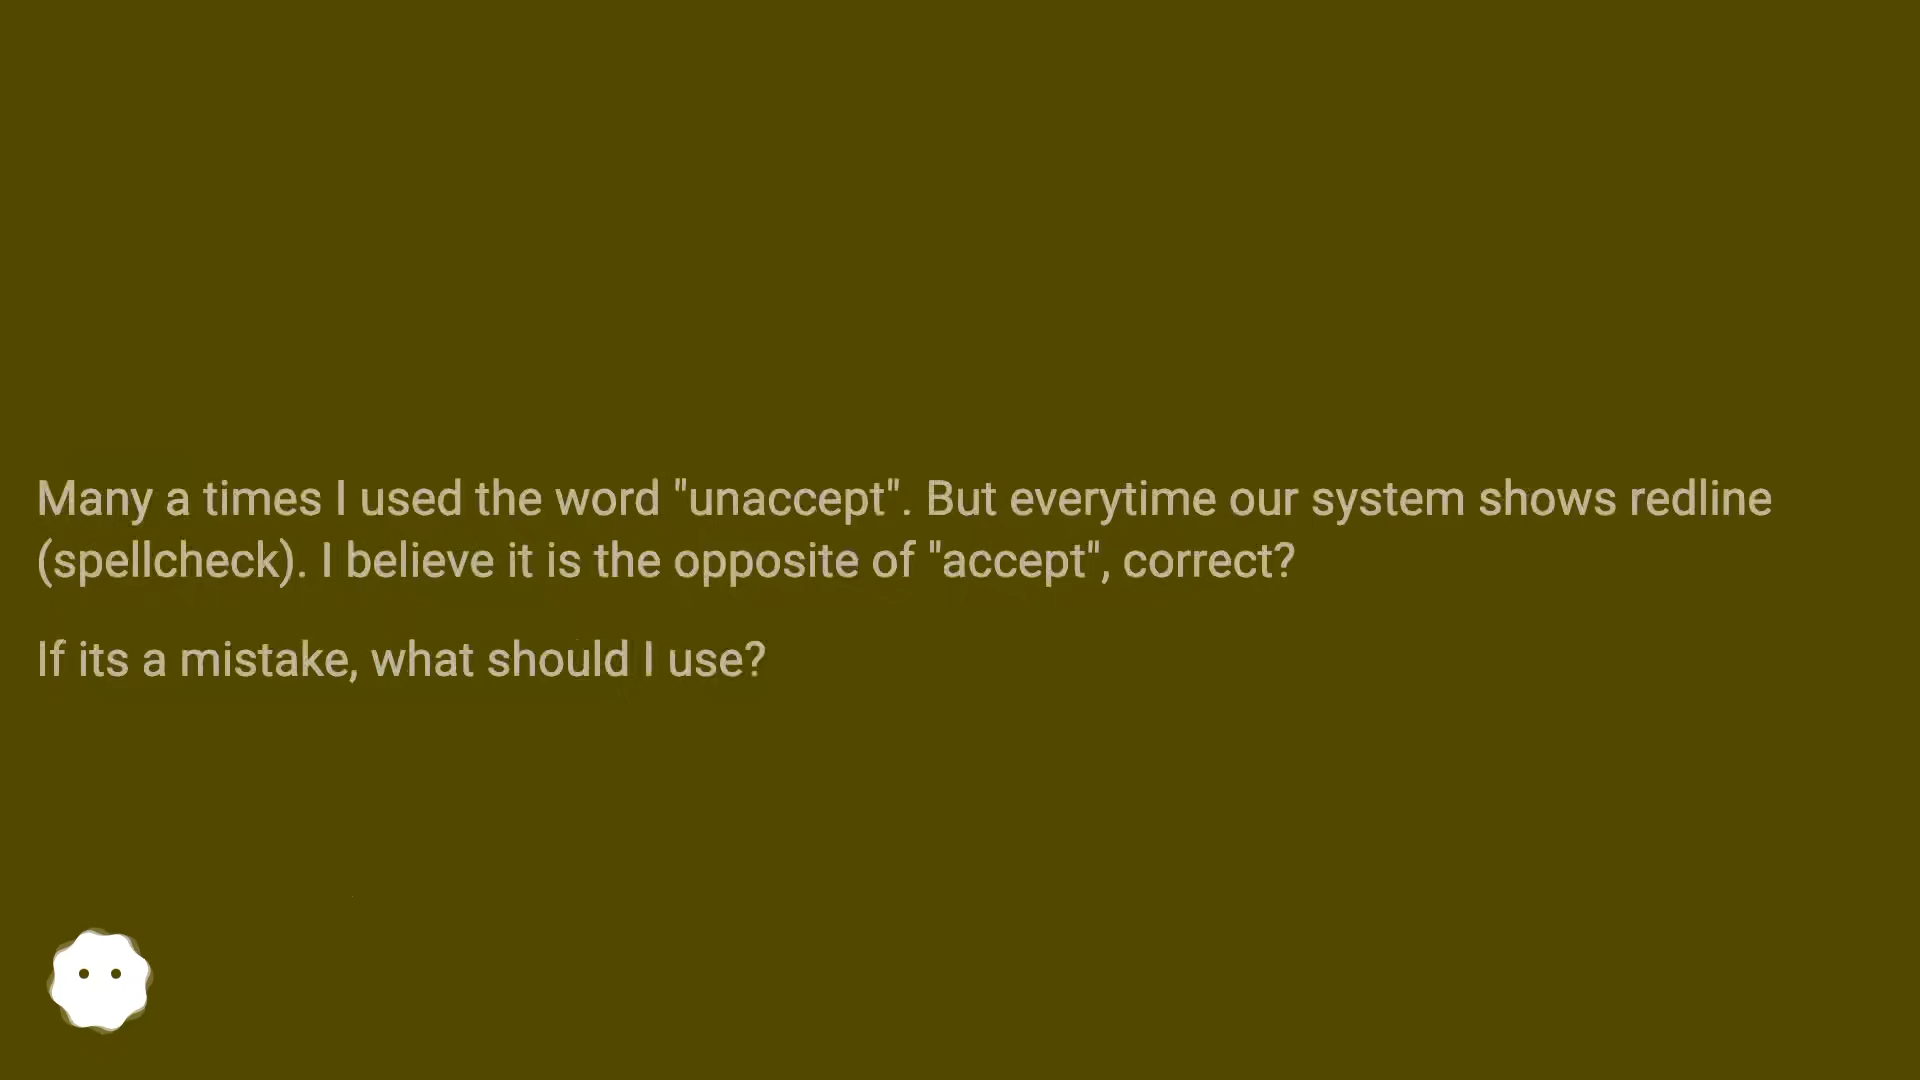 Many a times I used the word "unaccept". But everytime our system shows redline
(spellcheck). I believe it is the opposite of "accept", correct?
If its a mistake, what should I use?